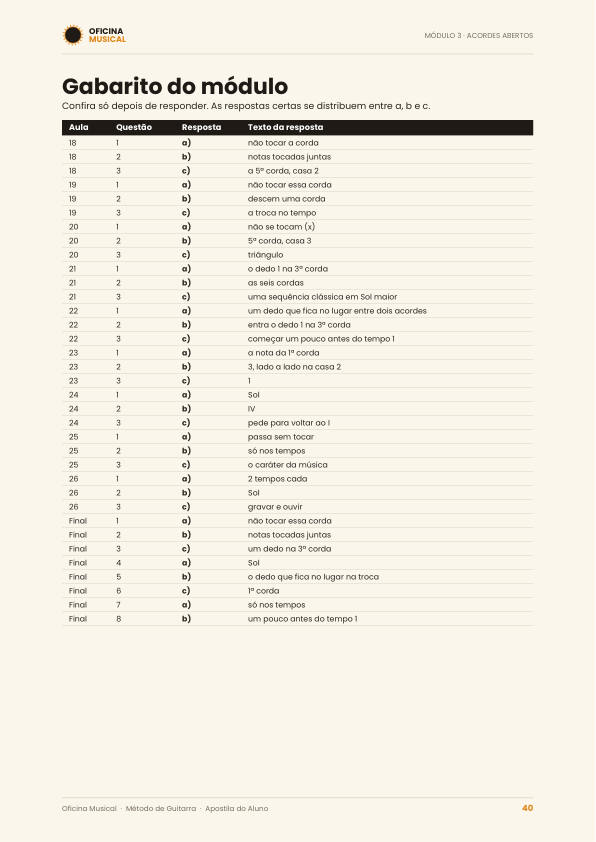 OFICINA
MUSICAL
MÓDULO 3 · ACORDES ABERTOS
Gabarito do módulo
Confira só depois de responder. As respostas certas se distribuem entre a, b e c.
Aula Questão Resposta Texto da resposta
18 1 a) não tocar a corda
18 2 b) notas tocadas juntas
18 3 c) a 5ª corda, casa 2
19 1 a) não tocar essa corda
19 2 b) descem uma corda
19 3 c) a troca no tempo
20 1 a) não se tocam (x)
20 2 b) 5ª corda, casa 3
20 3 c) triângulo
21 1 a) o dedo 1 na 3ª corda
21 2 b) as seis cordas
21 3 c) uma sequência clássica em Sol maior
22 1 a) um dedo que fica no lugar entre dois acordes
22 2 b) entra o dedo 1 na 3ª corda
22 3 c) começar um pouco antes do tempo 1
23 1 a) a nota da 1ª corda
23 2 b) 3, lado a lado na casa 2
23 3 c) 1
24 1 a) Sol
24 2 b) IV
24 3 c) pede para voltar ao I
25 1 a) passa sem tocar
25 2 b) só nos tempos
25 3 c) o caráter da música
26 1 a) 2 tempos cada
26 2 b) Sol
26 3 c) gravar e ouvir
Final 1 a) não tocar essa corda
Final 2 b) notas tocadas juntas
Final 3 c) um dedo na 3ª corda
Final 4 a) Sol
Final 5 b) o dedo que fica no lugar na troca
Final 6 c) 1ª corda
Final 7 a) só nos tempos
Final 8 b) um pouco antes do tempo 1
Oficina Musical · Método de Guitarra · Apostila do Aluno
40